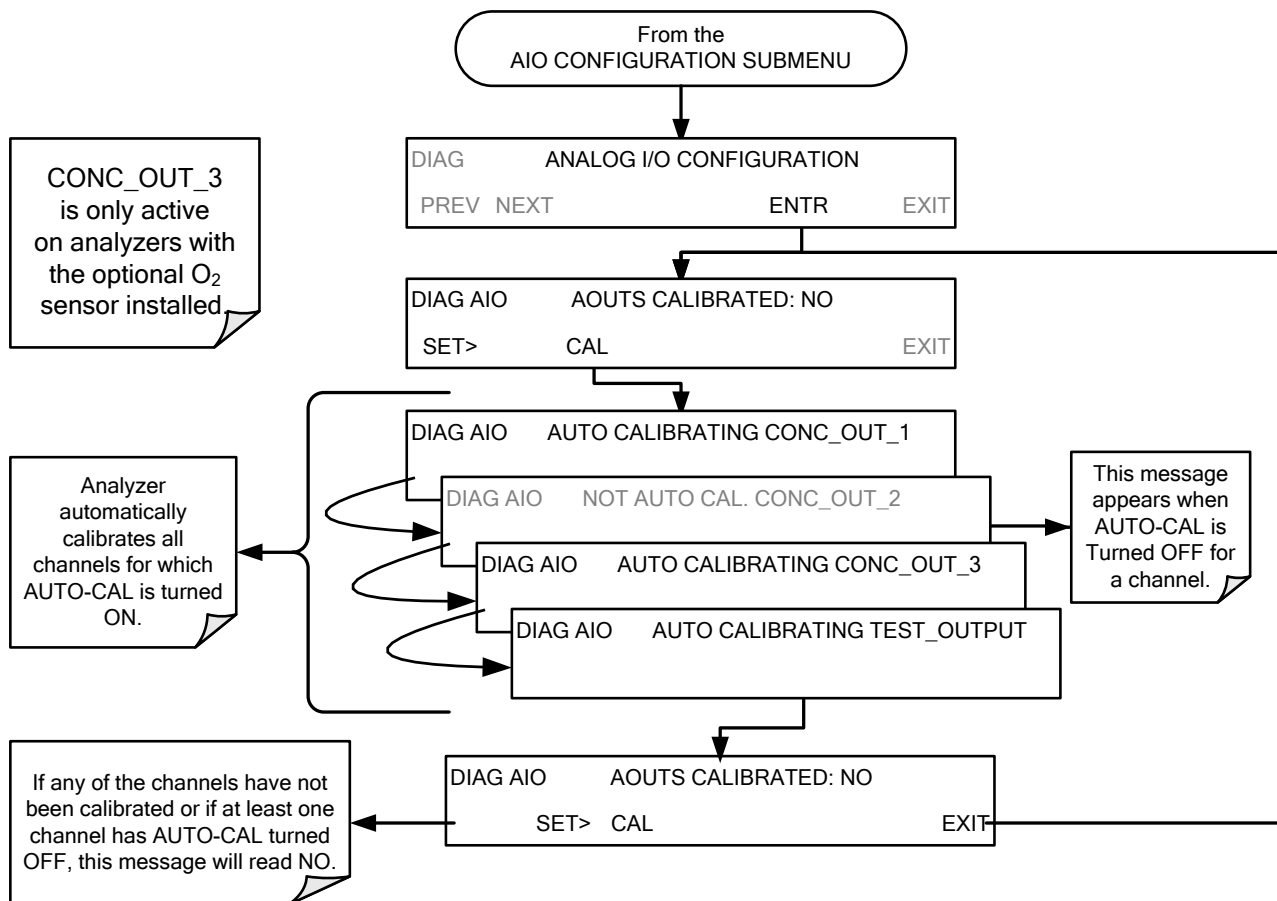 From the
AIO CONFIGURATION SUBMENU
DIAG ANALOG I/O CONFIGURATION
PREV NEXT ENTR EXIT
CONC_OUT_3
is only active
on analyzers with
the optional O₂
sensor installed.
DIAG AIO AOUTS CALIBRATED: NO
SET> CAL EXIT
DIAG AIO AUTO CALIBRATING CONC_OUT_1
DIAG AIO NOT AUTO CAL. CONC_OUT_2
DIAG AIO AUTO CALIBRATING CONC_OUT_3
DIAG AIO AUTO CALIBRATING TEST_OUTPUT
Analyzer
automatically
calibrates all
channels for which
AUTO-CAL is turned
ON.
This message
appears when
AUTO-CAL is
Turned OFF for
a channel.
DIAG AIO AOUTS CALIBRATED: NO
SET> CAL EXIT
If any of the channels have not
been calibrated or if at least one
channel has AUTO-CAL turned
OFF, this message will read NO.